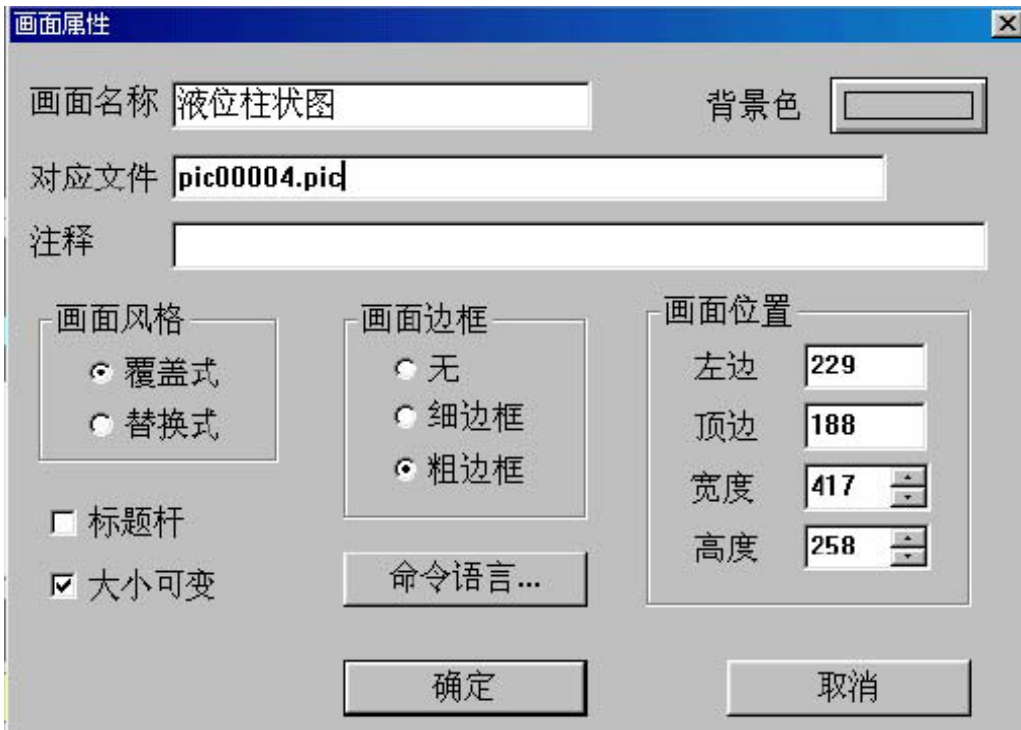 画面属性
画面名称 液位柱状图 背景色
对应文件 pic00004.pic
注释
画面风格 画面边框 画面位置
覆盖式 无 左边 229
替换式 细边框 顶边 188
粗边框 宽度 417
标题杆 高度 258
大小可变 命令语言...
确定 取消